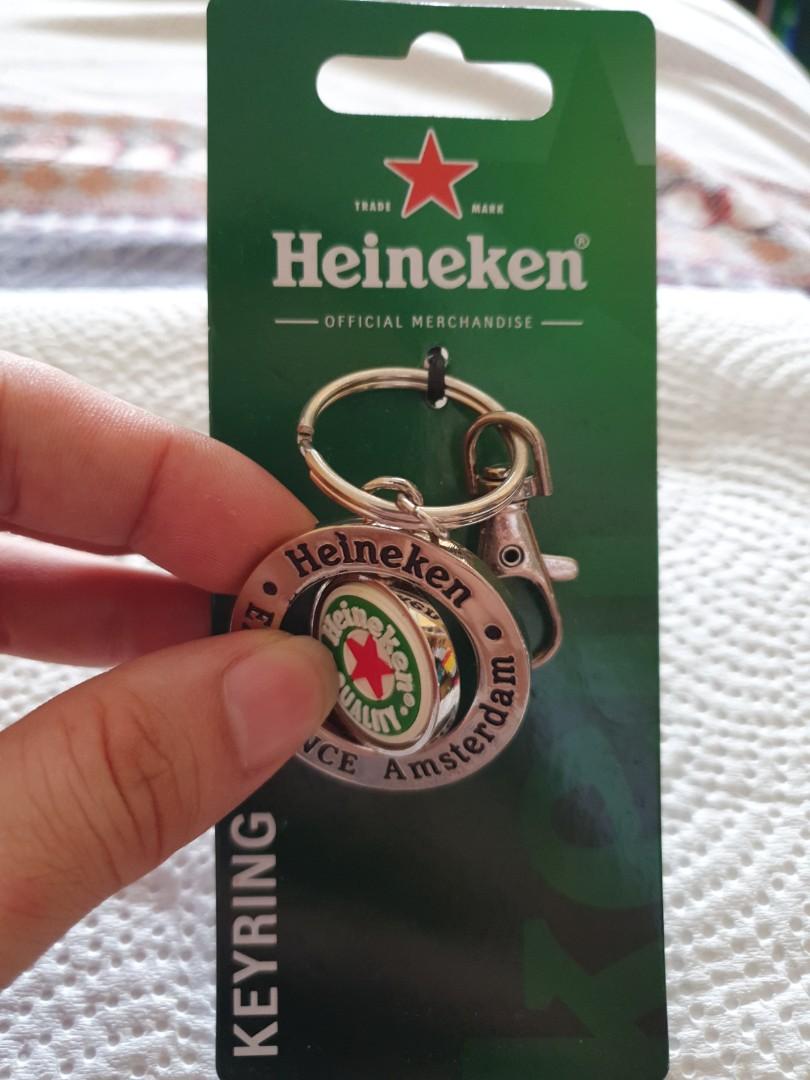 TRADE MARK
Heineken®
OFFICIAL MERCHANDISE
• Heineken •
Amsterdam
Heineken
QUALITY
KEYRING